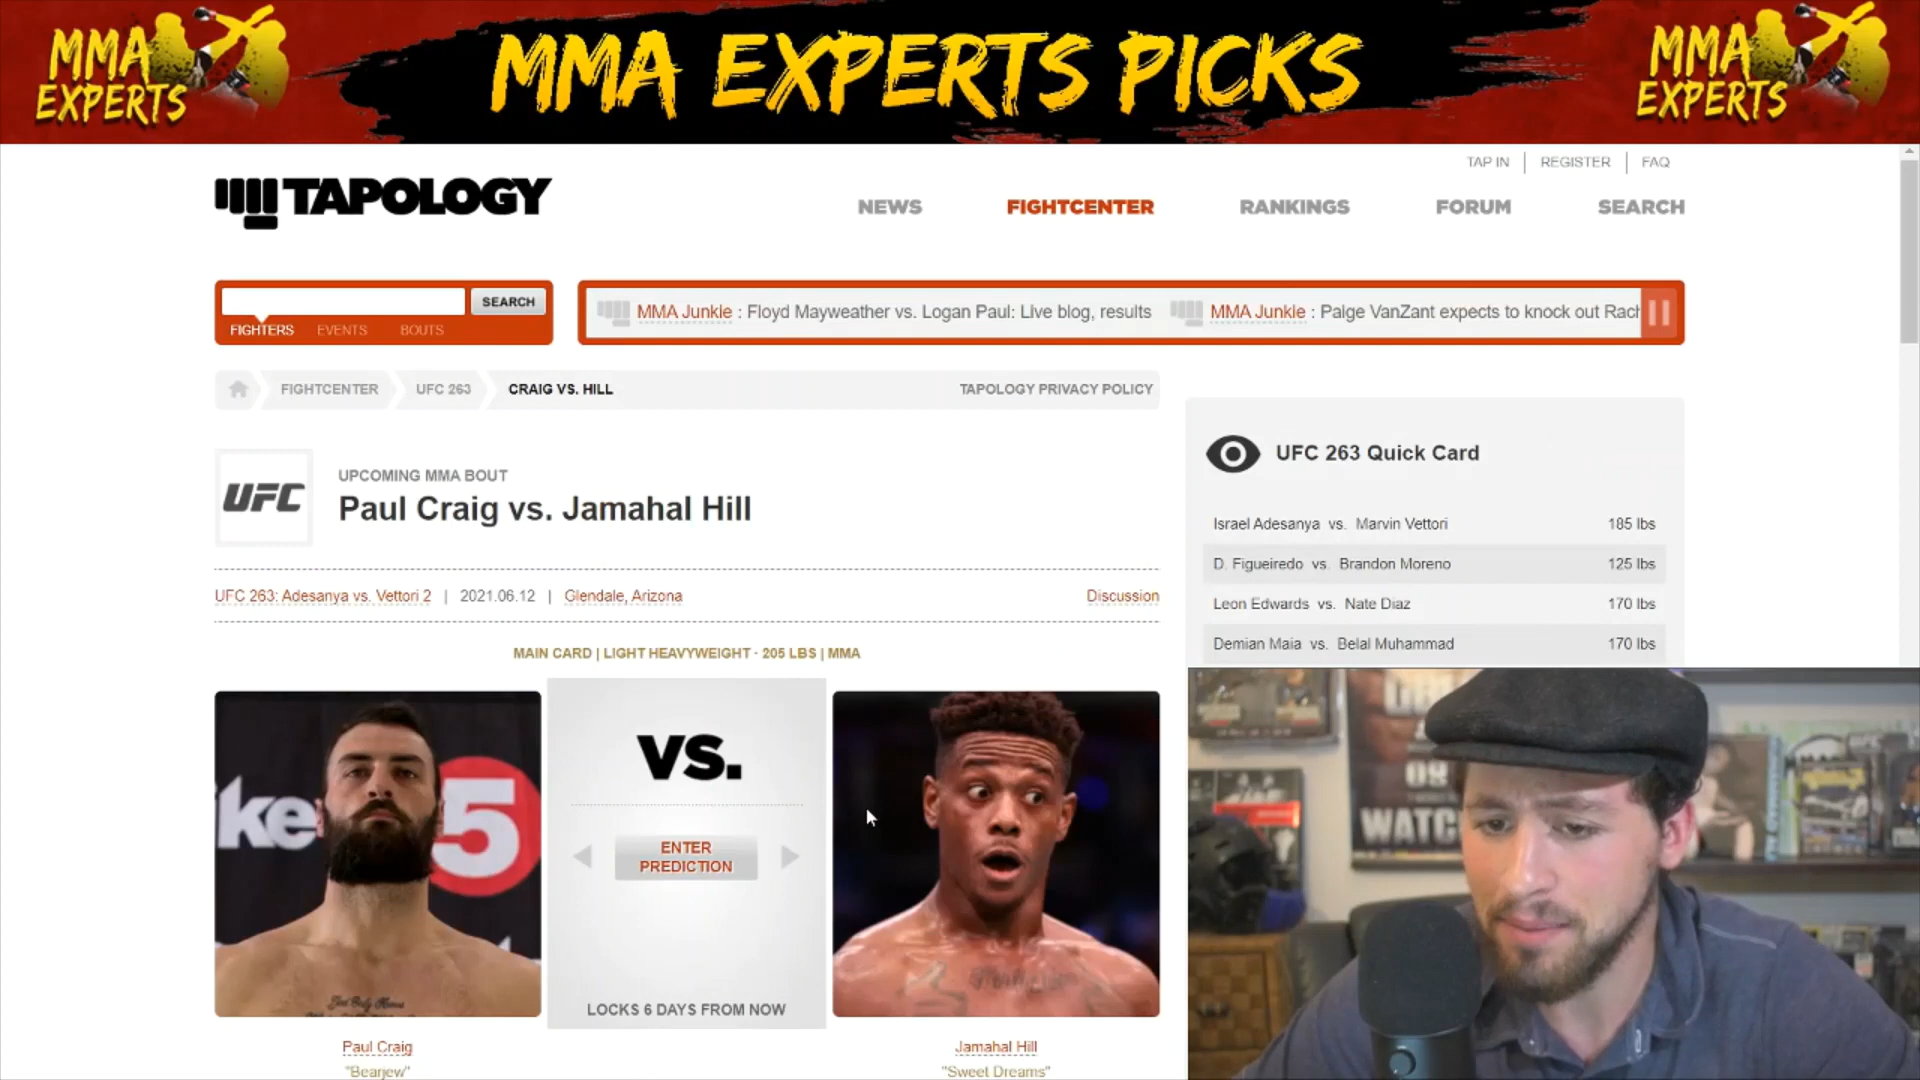 MMA EXPERTS
MMA EXPERTS PICKS
MMA EXPERTS
TAP IN | REGISTER | FAQ
TAPOLOGY
NEWS FIGHTCENTER RANKINGS FORUM SEARCH
SEARCH
FIGHTERS EVENTS BOUTS
MMA Junkie : Floyd Mayweather vs. Logan Paul: Live blog, results
MMA Junkie : Paige VanZant expects to knock out Rach
FIGHTCENTER UFC 263 CRAIG VS. HILL TAPOLOGY PRIVACY POLICY
UFC
UPCOMING MMA BOUT
Paul Craig vs. Jamahal Hill
UFC 263: Adesanya vs. Vettori 2 | 2021.06.12 | Glendale, Arizona Discussion
MAIN CARD | LIGHT HEAVYWEIGHT · 205 LBS | MMA
UFC 263 Quick Card
Israel Adesanya vs. Marvin Vettori 185 lbs
D. Figueiredo vs. Brandon Moreno 125 lbs
Leon Edwards vs. Nate Diaz 170 lbs
Demian Maia vs. Belal Muhammad 170 lbs
ike 5
VS.
ENTER
PREDICTION
LOCKS 6 DAYS FROM NOW
Paul Craig
"Bearjew"
Jamahal Hill
"Sweet Dreams"
WATC